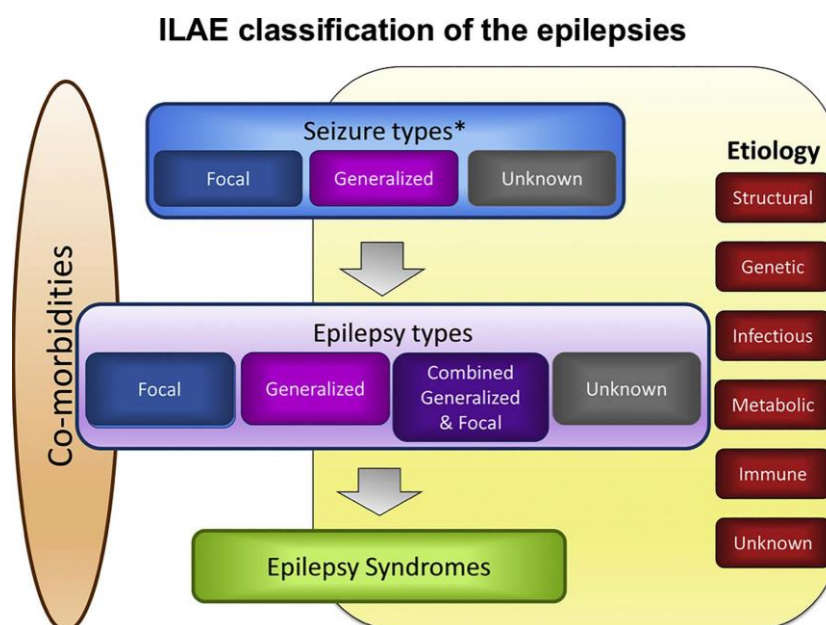 ILAE classification of the epilepsies
Co-morbidities
Seizure types*
Focal
Generalized
Unknown
Epilepsy types
Focal
Generalized
Combined
Generalized
& Focal
Unknown
Epilepsy Syndromes
Etiology
Structural
Genetic
Infectious
Metabolic
Immune
Unknown